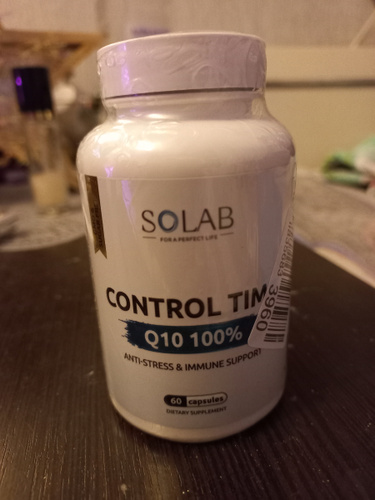 SOLAB
FOR A PERFECT LIFE
CONTROL TIM
Q10 100%
ANTI-STRESS & IMMUNE SUPPORT
60 capsules
DIETARY SUPPLEMENT
3960